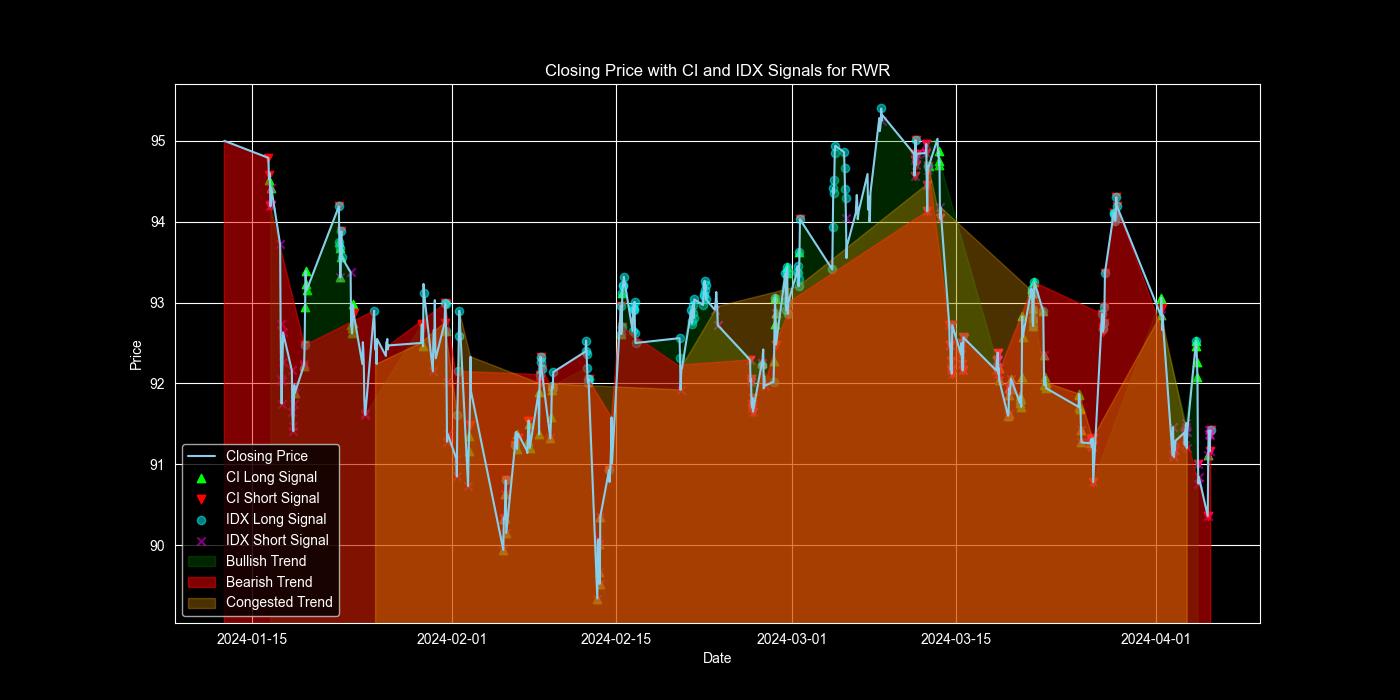 Closing Price with CI and IDX Signals for RWR
95
94
93
92
91
90
Price
Closing Price
CI Long Signal
CI Short Signal
IDX Long Signal
IDX Short Signal
Bullish Trend
Bearish Trend
Congested Trend
2024-01-15 2024-02-01 2024-02-15 2024-03-01 2024-03-15 2024-04-01
Date